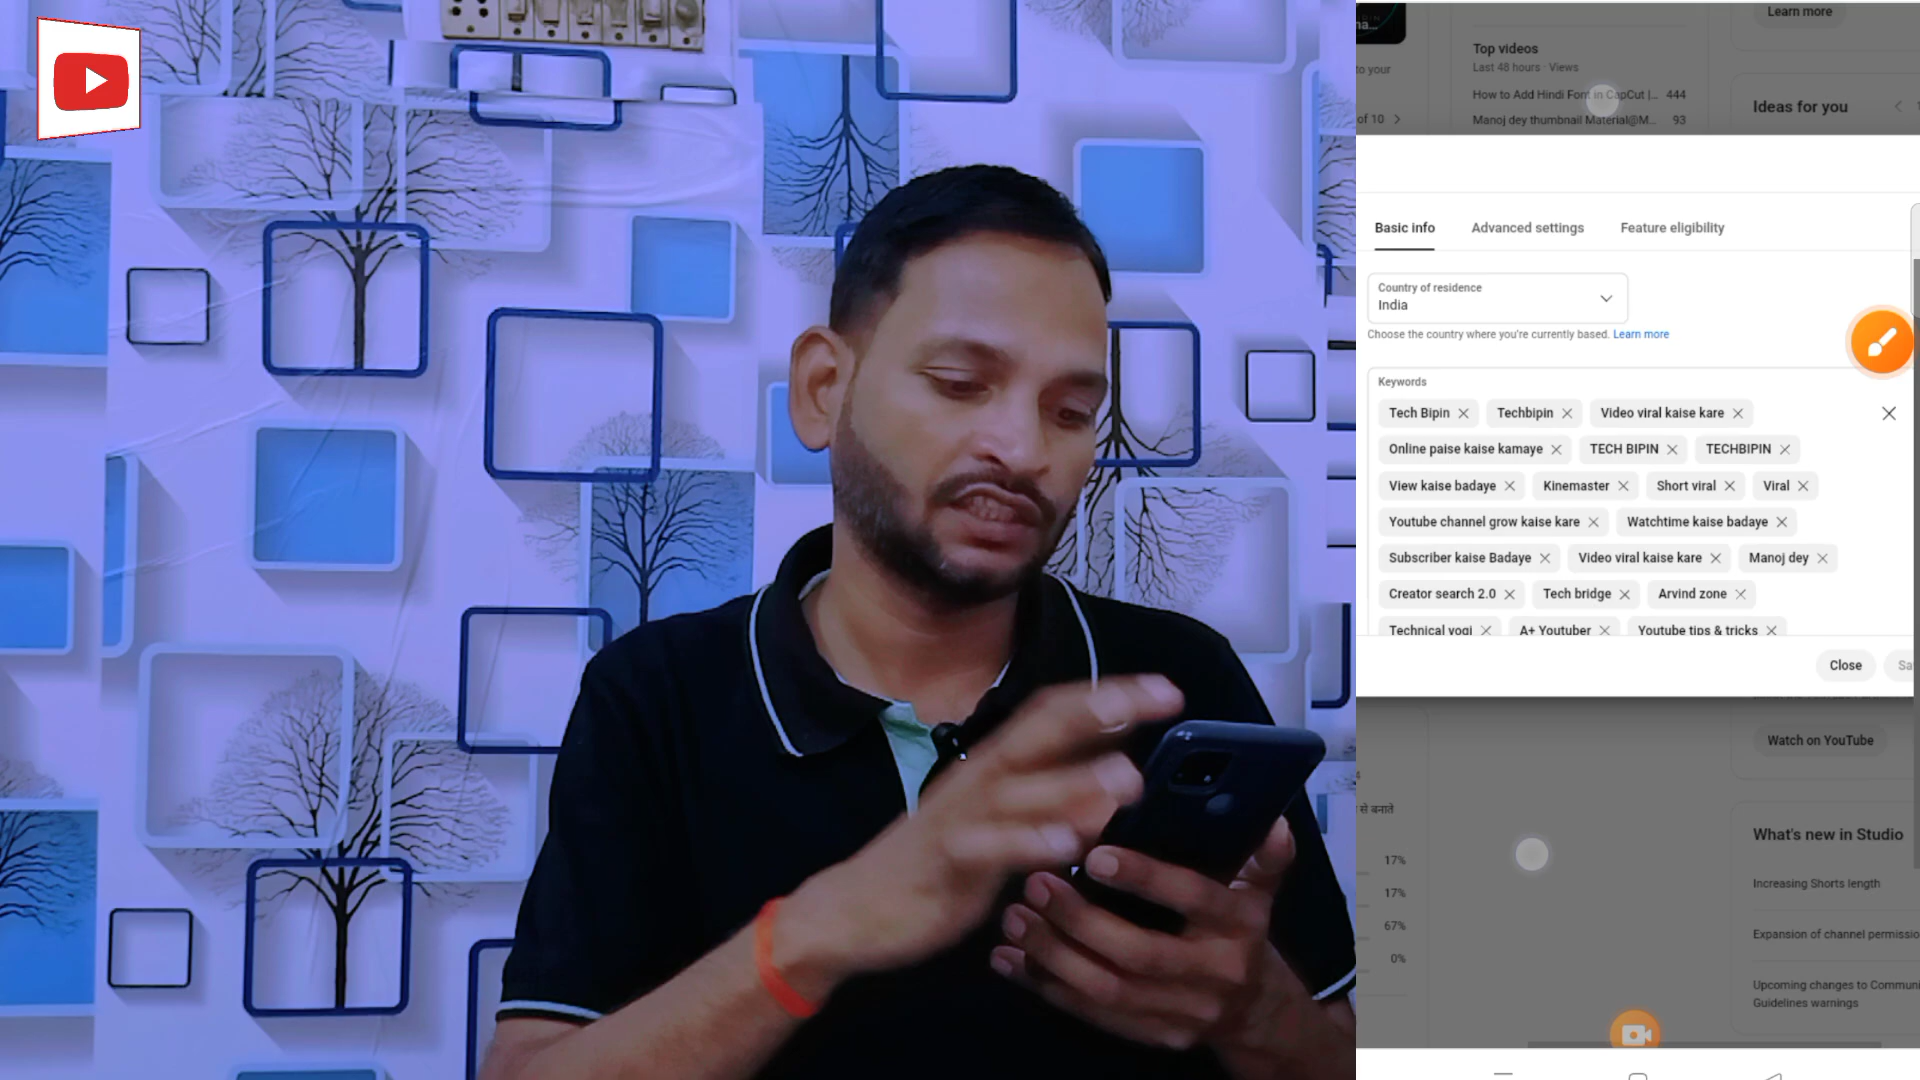 Learn more
Top videos
Last 48 hours · Views
to your
How to Add Hindi Font in CapCut |... 444
Ideas for you
of 10
Manoj dey thumbnail Material@M... 93
Basic info Advanced settings Feature eligibility
Country of residence
India
Choose the country where you're currently based. Learn more
Keywords
Tech Bipin Techbipin Video viral kaise kare
Online paise kaise kamaye TECH BIPIN TECHBIPIN
View kaise badaye Kinemaster Short viral Viral
Youtube channel grow kaise kare Watchtime kaise badaye
Subscriber kaise Badaye Video viral kaise kare Manoj dey
Creator search 2.0 Tech bridge Arvind zone
Technical yogi A+ Youtuber Youtube tips & tricks
Close
Watch on YouTube
से बनाते
What's new in Studio
17%
Increasing Shorts length
17%
67%
Expansion of channel permissio
0%
Upcoming changes to Communi
Guidelines warnings